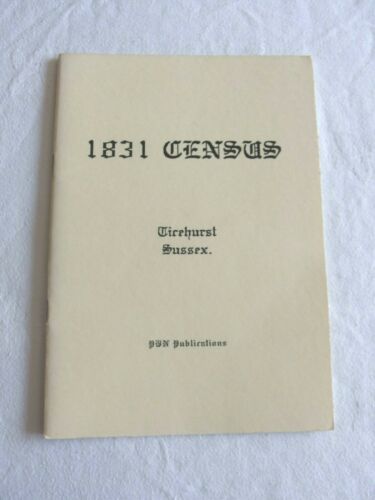 1831 CENSUS
Ticehurst
Sussex.
PBN Publications